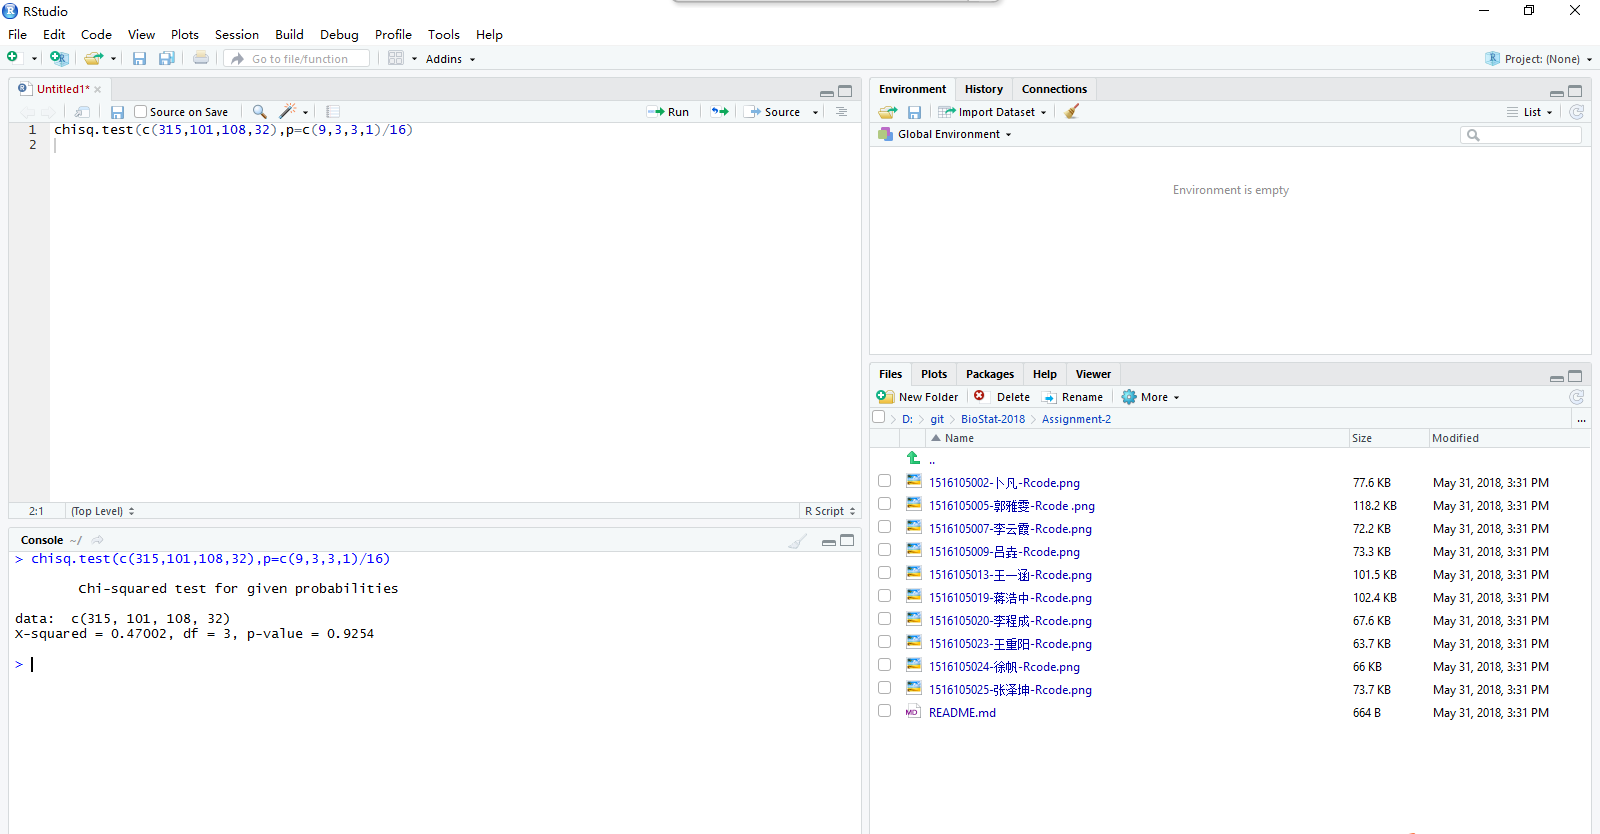 RStudio
File Edit Code View Plots Session Build Debug Profile Tools Help
Go to file/function Addins Project: (None)
Untitled1*
Source on Save Run Source
1 chisq.test(c(315,101,108,32),p=c(9,3,3,1)/16)
2
2:1 (Top Level) R Script
Console ~/
> chisq.test(c(315,101,108,32),p=c(9,3,3,1)/16)
Chi-squared test for given probabilities
data: c(315, 101, 108, 32)
X-squared = 0.47002, df = 3, p-value = 0.9254
>
Environment History Connections
Import Dataset List
Global Environment
Environment is empty
Files Plots Packages Help Viewer
New Folder Delete Rename More
D: git BioStat-2018 Assignment-2 ...
Name Size Modified
..
1516105002-卜凡-Rcode.png 77.6 KB May 31, 2018, 3:31 PM
1516105005-郭雅雯-Rcode .png 118.2 KB May 31, 2018, 3:31 PM
1516105007-李云霞-Rcode.png 72.2 KB May 31, 2018, 3:31 PM
1516105009-吕垚-Rcode.png 73.3 KB May 31, 2018, 3:31 PM
1516105013-王一涵-Rcode.png 101.5 KB May 31, 2018, 3:31 PM
1516105019-蒋浩中-Rcode.png 102.4 KB May 31, 2018, 3:31 PM
1516105020-李程成-Rcode.png 67.6 KB May 31, 2018, 3:31 PM
1516105023-王重阳-Rcode.png 63.7 KB May 31, 2018, 3:31 PM
1516105024-徐帆-Rcode.png 66 KB May 31, 2018, 3:31 PM
1516105025-张泽坤-Rcode.png 73.7 KB May 31, 2018, 3:31 PM
MD README.md 664 B May 31, 2018, 3:31 PM